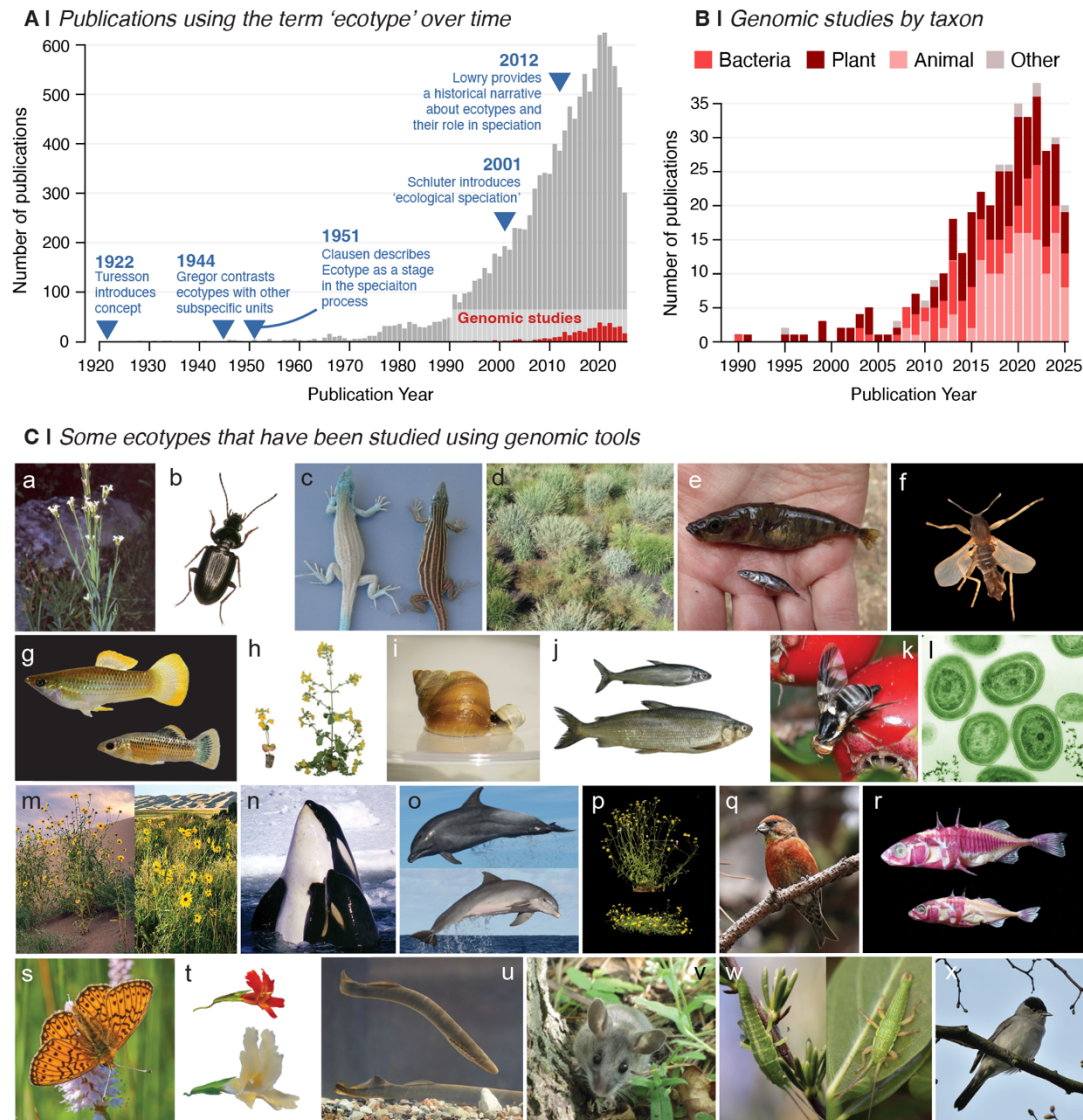 A I Publications using the term ‘ecotype’ over time
Number of publications
600
500
400
300
200
100
0
2012
Lowry provides
a historical narrative
about ecotypes and
their role in speciation
2001
Schluter introduces
‘ecological speciation’
1951
Clausen describes
Ecotype as a stage
in the speciaiton
process
1944
Gregor contrasts
ecotypes with other
subspecific units
1922
Turesson
introduces
concept
Genomic studies
1920 1930 1940 1950 1960 1970 1980 1990 2000 2010 2020
Publication Year
B I Genomic studies by taxon
Bacteria Plant Animal Other
Number of publications
35
30
25
20
15
10
5
0
1990 1995 2000 2005 2010 2015 2020 2025
Publication Year
C I Some ecotypes that have been studied using genomic tools
a b c d e f
g h i j k l
m n o p q r
s t u v w x